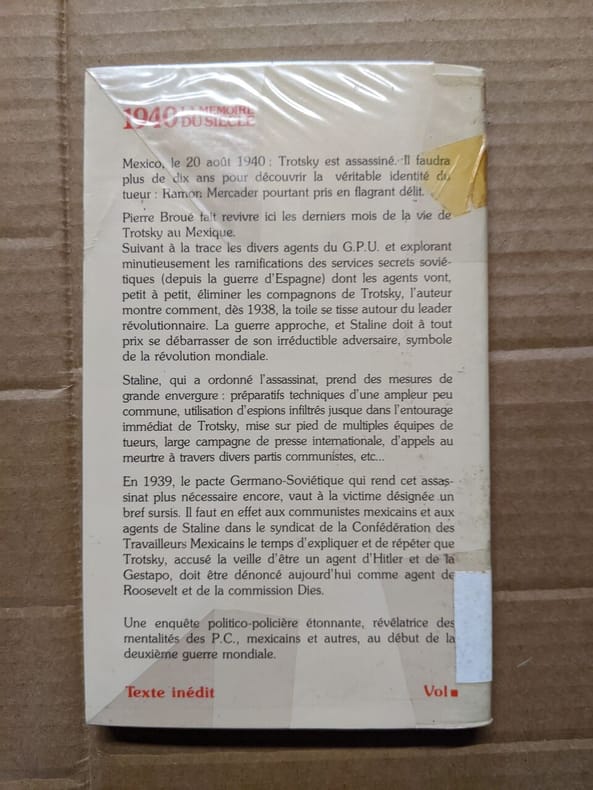 1940 LA MÉMOIRE
DU SIÈCLE
Mexico, le 20 août 1940 : Trotsky est assassiné. Il faudra
plus de dix ans pour découvrir la véritable identité du
tueur : Ramon Mercader pourtant pris en flagrant délit.
Pierre Broué fait revivre ici les derniers mois de la vie de
Trotsky au Mexique.
Suivant à la trace les divers agents du G.P.U. et explorant
minutieusement les ramifications des services secrets sovié-
tiques (depuis la guerre d'Espagne) dont les agents vont,
petit à petit, éliminer les compagnons de Trotsky, l'auteur
montre comment, dès 1938, la toile se tisse autour du leader
révolutionnaire. La guerre approche, et Staline doit à tout
prix se débarrasser de son irréductible adversaire, symbole
de la révolution mondiale.
Staline, qui a ordonné l'assassinat, prend des mesures de
grande envergure : préparatifs techniques d'une ampleur peu
commune, utilisation d'espions infiltrés jusque dans l'entourage
immédiat de Trotsky, mise sur pied de multiples équipes de
tueurs, large campagne de presse internationale, d'appels au
meurtre à travers divers partis communistes, etc...
En 1939, le pacte Germano-Soviétique qui rend cet assas-
sinat plus nécessaire encore, vaut à la victime désignée un
bref sursis. Il faut en effet aux communistes mexicains et aux
agents de Staline dans le syndicat de la Confédération des
Travailleurs Mexicains le temps d'expliquer et de répéter que
Trotsky, accusé la veille d'être un agent d'Hitler et de la
Gestapo, doit être dénoncé aujourd'hui comme agent de
Roosevelt et de la commission Dies.
Une enquête politico-policière étonnante, révélatrice des
mentalités des P.C., mexicains et autres, au début de la
deuxième guerre mondiale.
Texte inédit
Vol